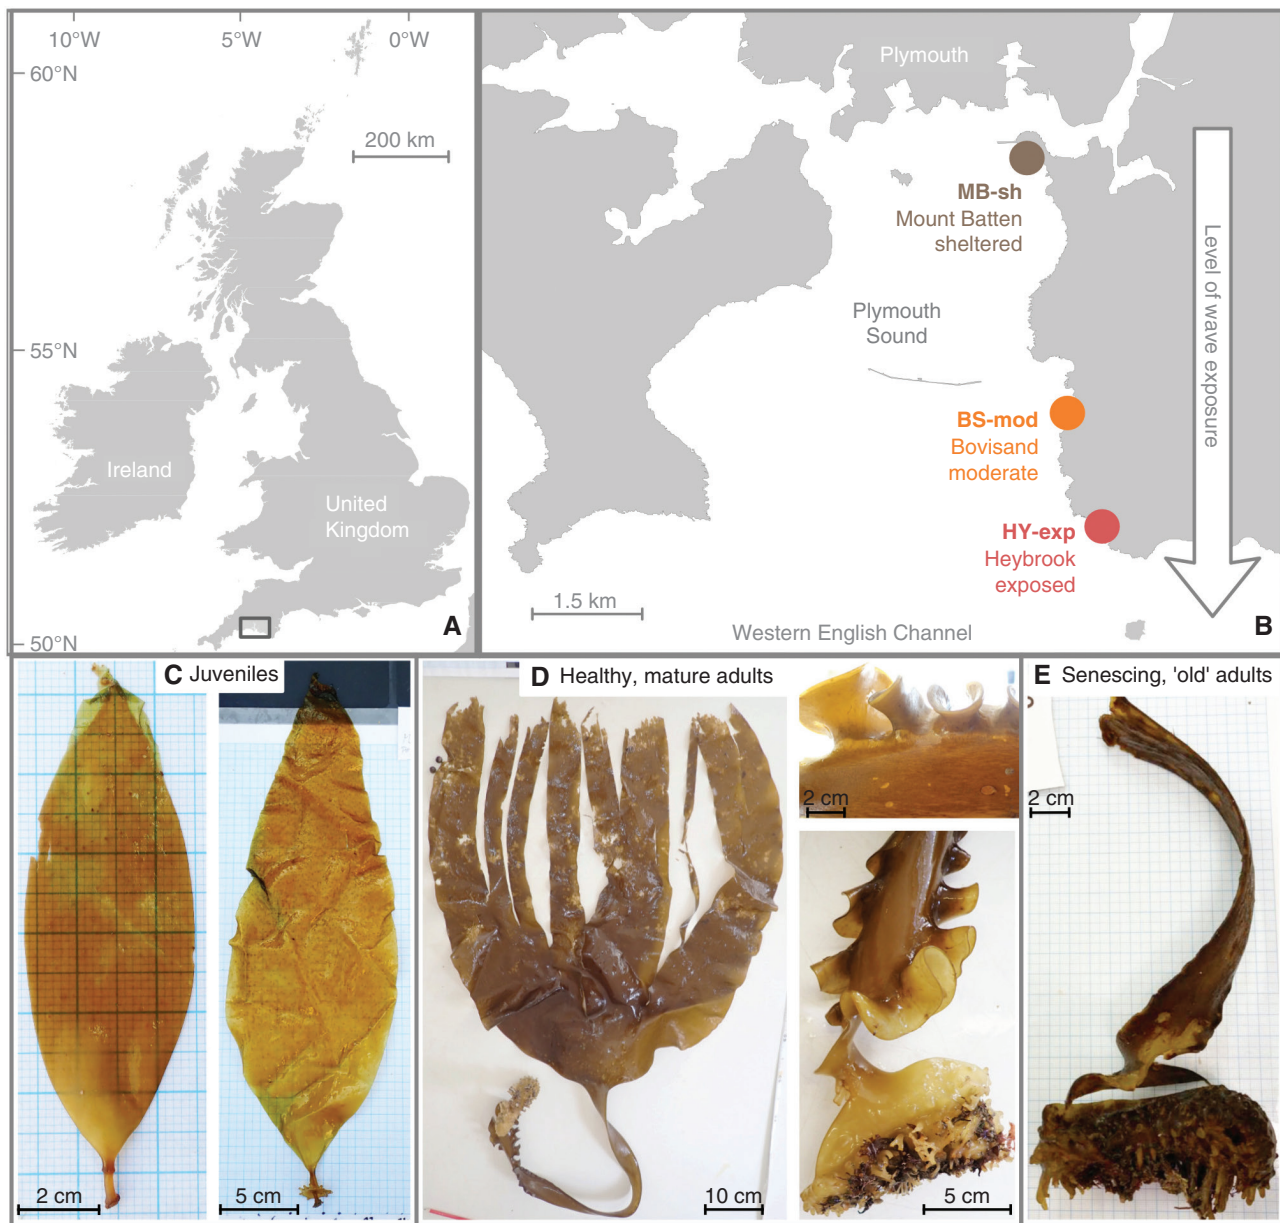 10°W
5°W
0°W
60°N
200 km
55°N
Ireland
United
Kingdom
50°N
A
Plymouth
MB-sh
Mount Batten
sheltered
Plymouth
Sound
Level of wave exposure
BS-mod
Bovisand
moderate
HY-exp
Heybrook
exposed
1.5 km
Western English Channel
B
C Juveniles
2 cm
5 cm
D Healthy, mature adults
10 cm
2 cm
5 cm
E Senescing, 'old' adults
2 cm